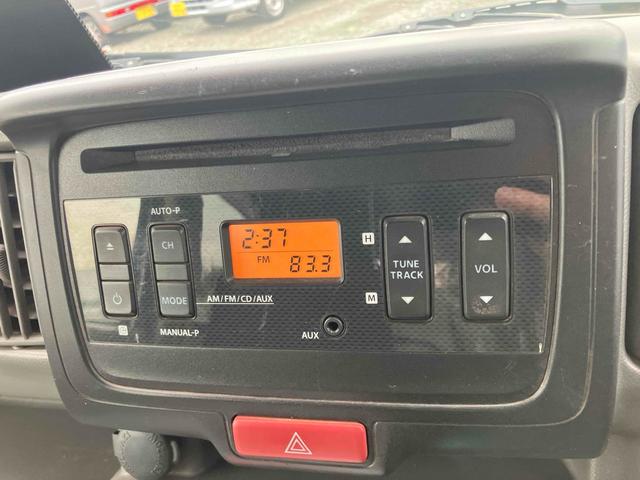 AUTO-P
CH
MODE
MANUAL-P
2:37
FM 83.3
AM/FM/CD/AUX
AUX
H
TUNE
TRACK
M
VOL